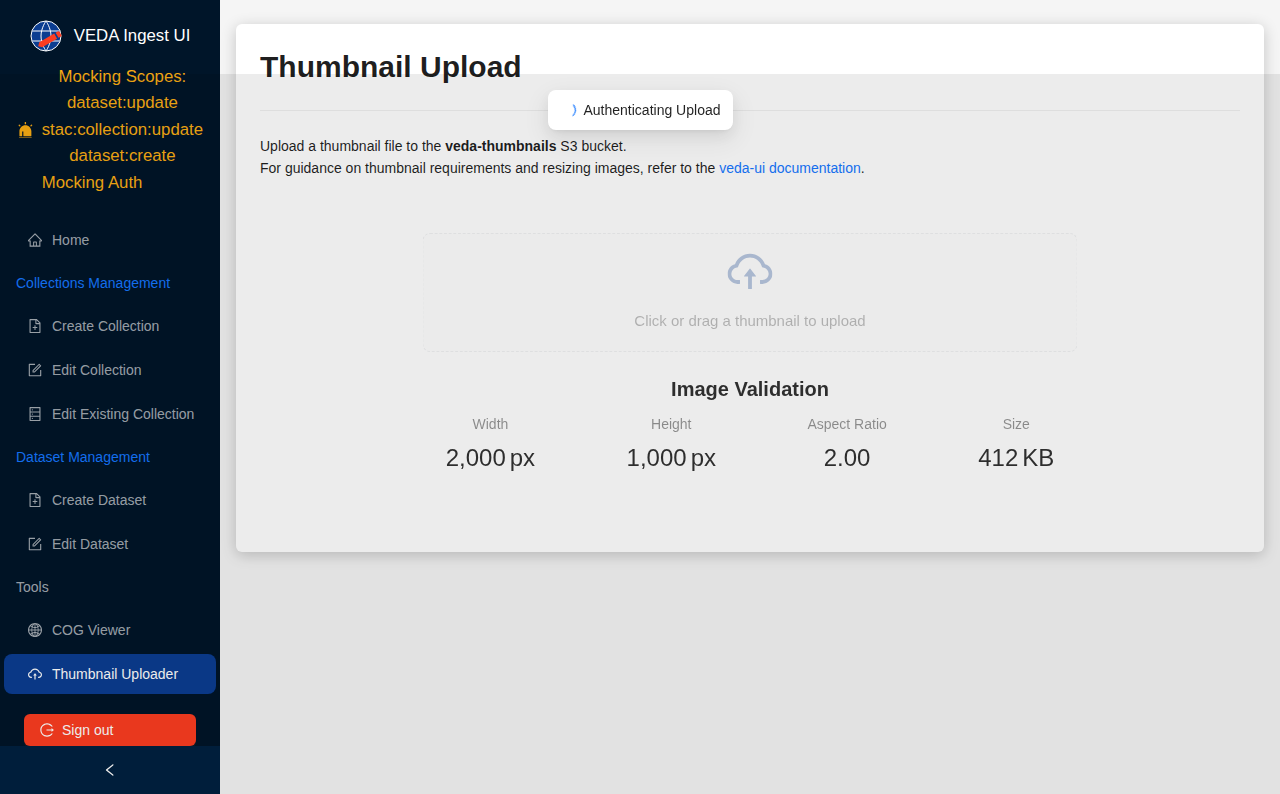 VEDA Ingest UI
Mocking Scopes:
dataset:update
stac:collection:update
dataset:create
Mocking Auth
Home
Collections Management
Create Collection
Edit Collection
Edit Existing Collection
Dataset Management
Create Dataset
Edit Dataset
Tools
COG Viewer
Thumbnail Uploader
Sign out
Thumbnail Upload
Authenticating Upload
Upload a thumbnail file to the veda-thumbnails S3 bucket.
For guidance on thumbnail requirements and resizing images, refer to the veda-ui documentation.
Click or drag a thumbnail to upload
Image Validation
Width Height Aspect Ratio Size
2,000 px 1,000 px 2.00 412 KB